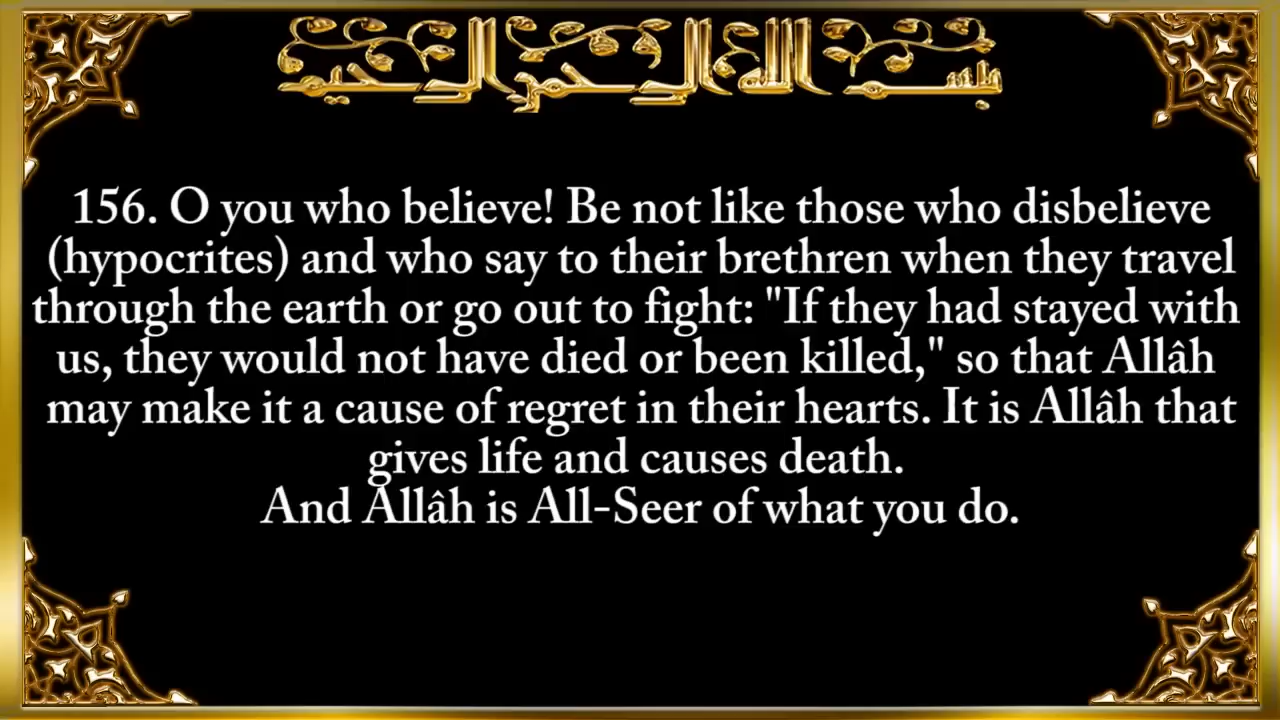 بسم الله الرحمن الرحيم
156. O you who believe! Be not like those who disbelieve
(hypocrites) and who say to their brethren when they travel
through the earth or go out to fight: "If they had stayed with
us, they would not have died or been killed," so that Allâh
may make it a cause of regret in their hearts. It is Allâh that
gives life and causes death.
And Allâh is All-Seer of what you do.